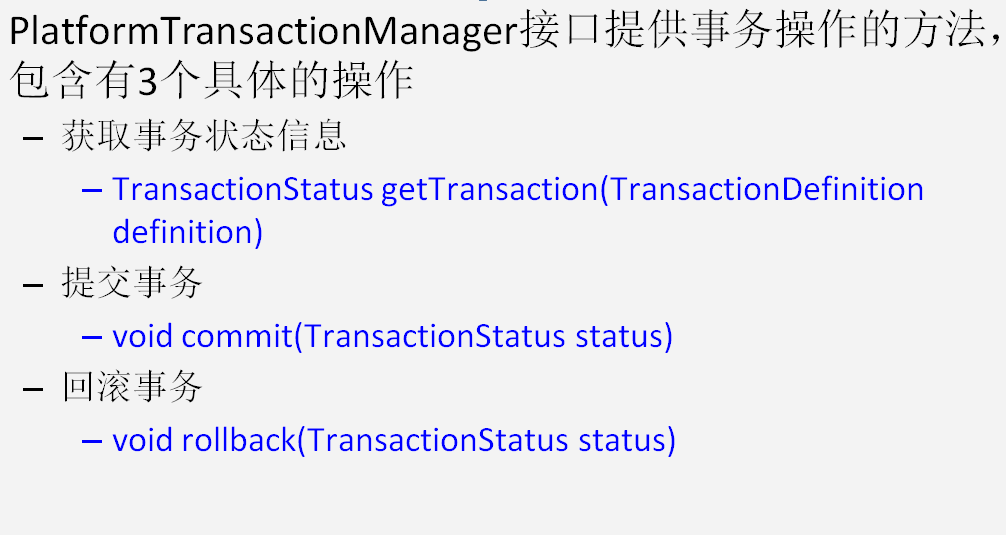 PlatformTransactionManager接口提供事务操作的方法，
包含有3个具体的操作
– 获取事务状态信息
– TransactionStatus getTransaction(TransactionDefinition
definition)
– 提交事务
– void commit(TransactionStatus status)
– 回滚事务
– void rollback(TransactionStatus status)